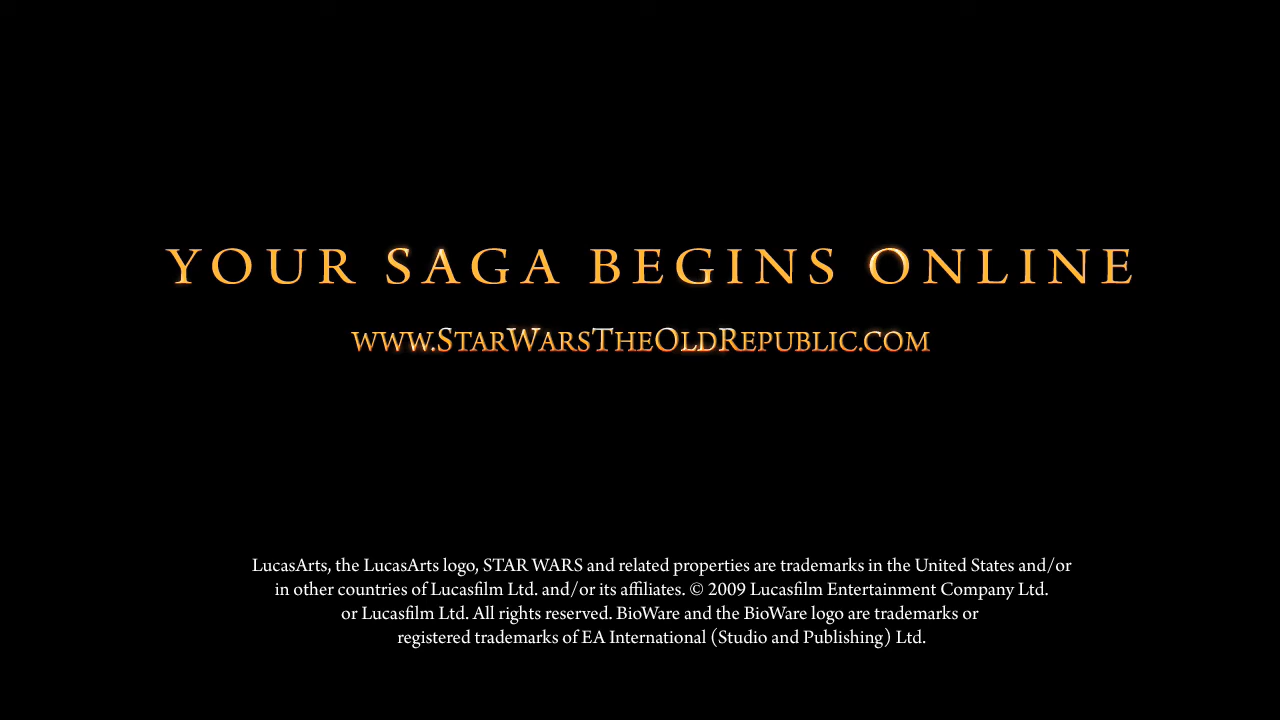 YOUR SAGA BEGINS ONLINE
www.StarWarsTheOldRepublic.com
LucasArts, the LucasArts logo, STAR WARS and related properties are trademarks in the United States and/or
in other countries of Lucasfilm Ltd. and/or its affiliates. © 2009 Lucasfilm Entertainment Company Ltd.
or Lucasfilm Ltd. All rights reserved. BioWare and the BioWare logo are trademarks or
registered trademarks of EA International (Studio and Publishing) Ltd.